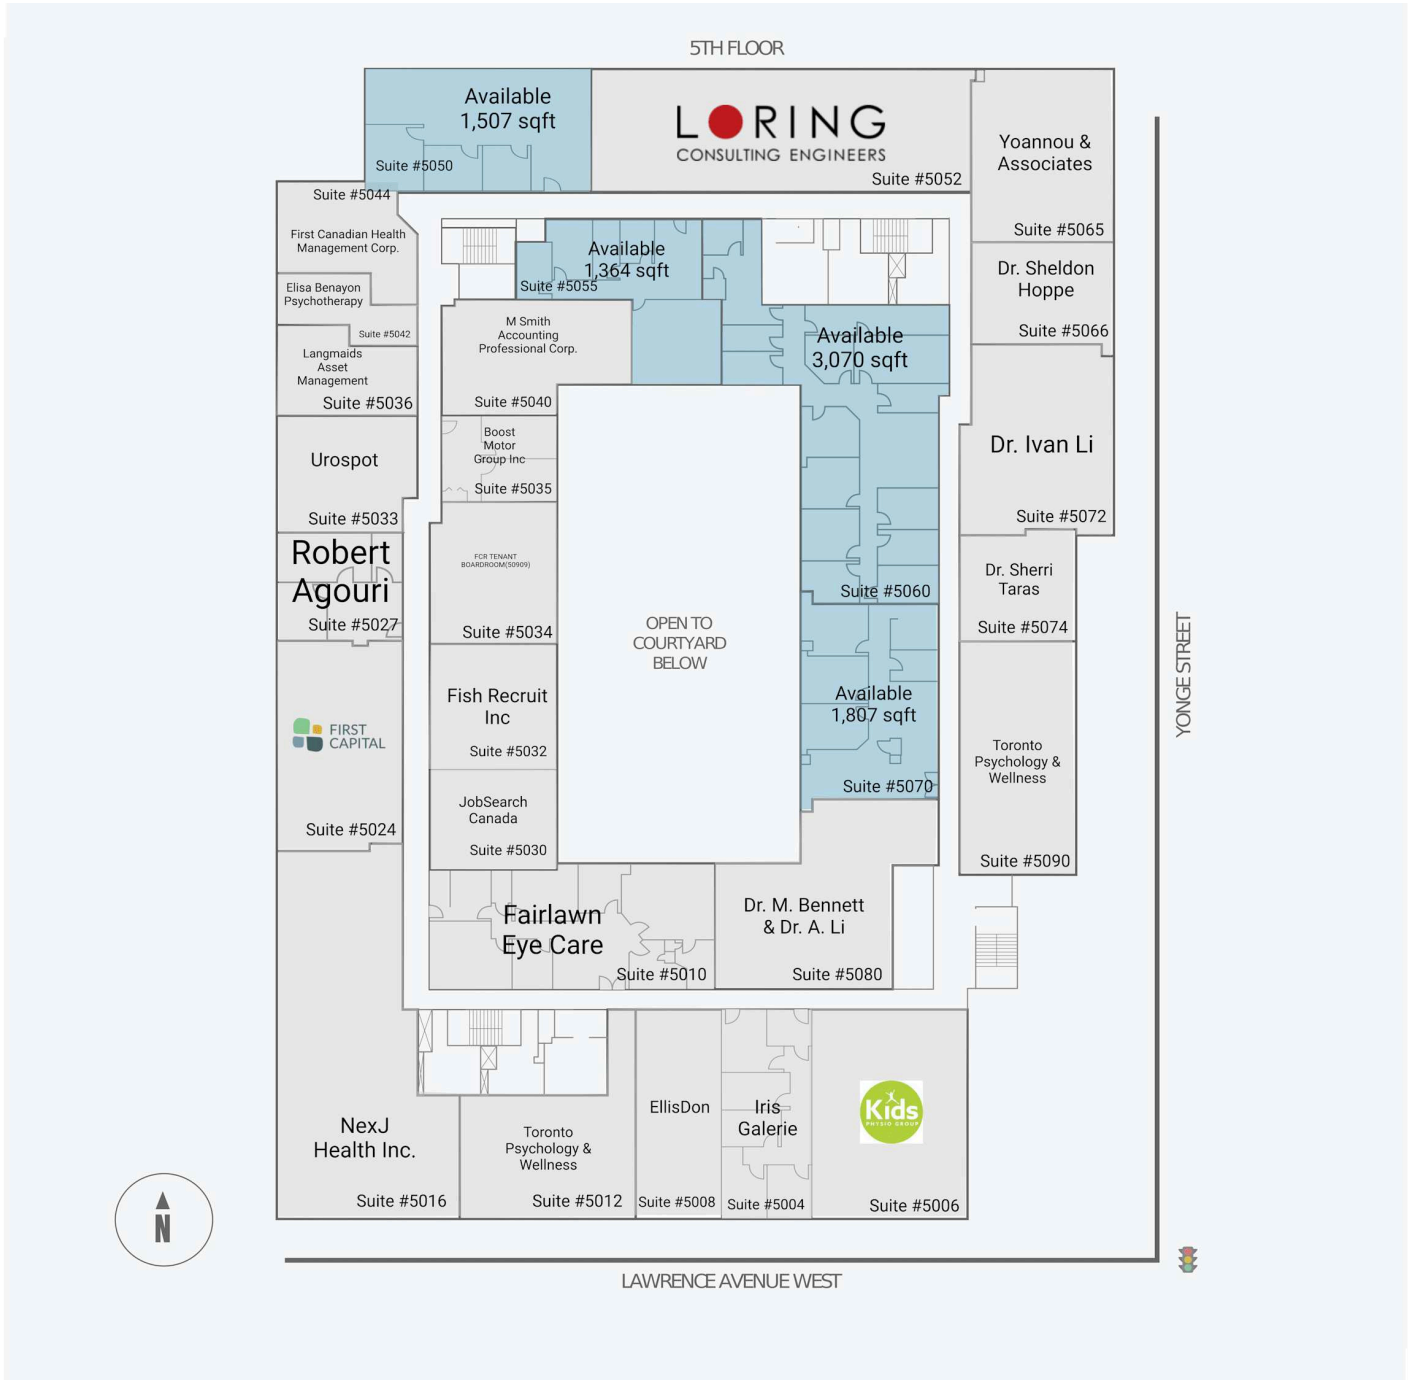 5TH FLOOR
Available
1,507 sqft
Suite #5050
LORING
CONSULTING ENGINEERS
Suite #5052
Yoannou &
Associates
Suite #5065
Suite #5044
First Canadian Health
Management Corp.
Elisa Benayon
Psychotherapy
Suite #5042
Langmaids
Asset
Management
Suite #5036
Urospot
Suite #5033
Robert
Agouri
Suite #5027
FIRST
CAPITAL
Suite #5024
Available
1,364 sqft
Suite #5055
M Smith
Accounting
Professional Corp.
Suite #5040
Boost
Motor
Group Inc
Suite #5035
FCR TENANT
BOARDROOM(50909)
Suite #5034
Fish Recruit
Inc
Suite #5032
JobSearch
Canada
Suite #5030
OPEN TO
COURTYARD
BELOW
Available
3,070 sqft
Suite #5060
Available
1,807 sqft
Suite #5070
Dr. Sheldon
Hoppe
Suite #5066
Dr. Ivan Li
Suite #5072
Dr. Sherri
Taras
Suite #5074
Toronto
Psychology &
Wellness
Suite #5090
YONGE STREET
Fairlawn
Eye Care
Suite #5010
Dr. M. Bennett
& Dr. A. Li
Suite #5080
NexJ
Health Inc.
Suite #5016
Toronto
Psychology &
Wellness
Suite #5012
EllisDon
Suite #5008
Iris
Galerie
Suite #5004
Kids
PHYSIO GROUP
Suite #5006
N
LAWRENCE AVENUE WEST